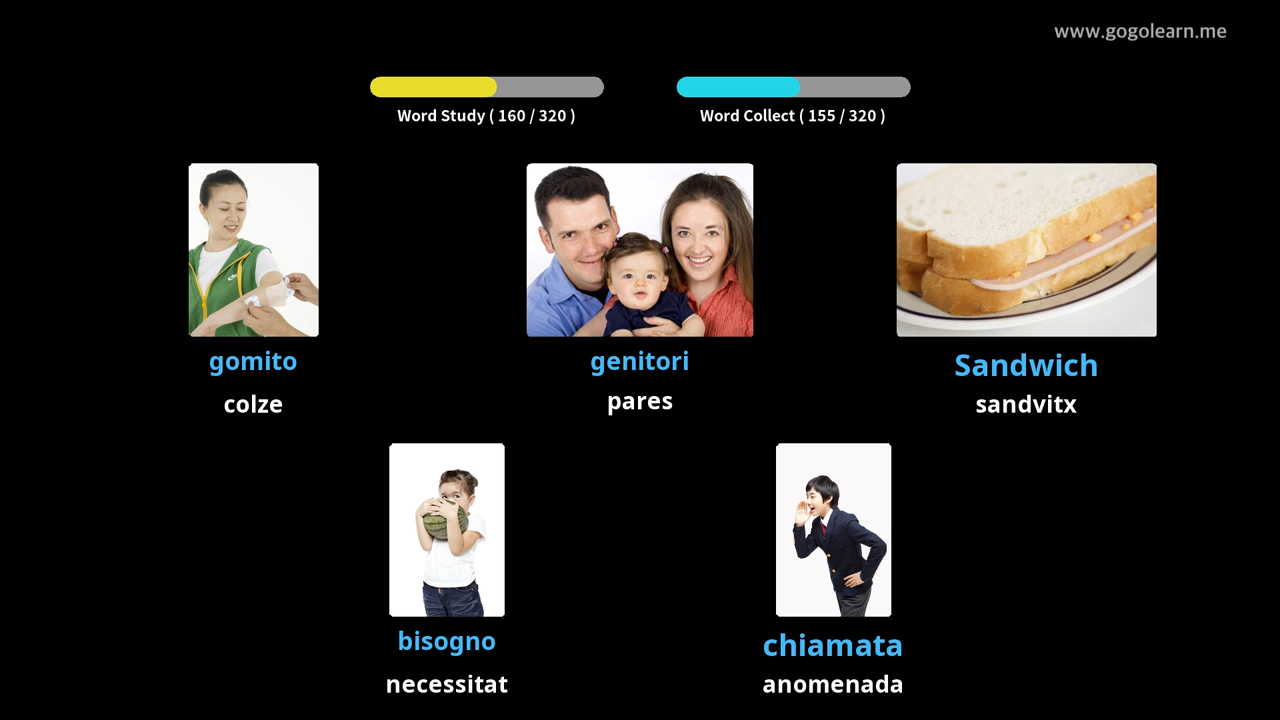 www.gogolearn.me
Word Study ( 160 / 320 )
Word Collect ( 155 / 320 )
gomito
colze
genitori
pares
Sandwich
sandvitx
bisogno
necessitat
chiamata
anomenada